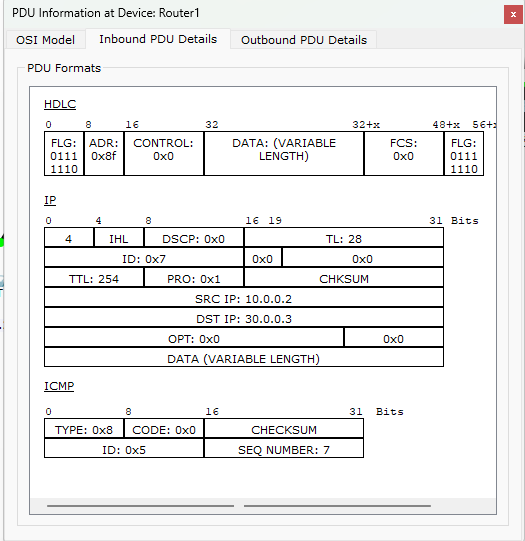 PDU Information at Device: Router1
OSI Model Inbound PDU Details Outbound PDU Details
PDU Formats
HDLC
0 8 16 32 32+x 48+x 56+x
FLG: 0111 1110 ADR: 0x8f CONTROL: 0x0 DATA: (VARIABLE LENGTH) FCS: 0x0 FLG: 0111 1110
IP
0 4 8 16 19 31 Bits
4 IHL DSCP: 0x0 TL: 28
ID: 0x7 0x0 0x0
TTL: 254 PRO: 0x1 CHKSUM
SRC IP: 10.0.0.2
DST IP: 30.0.0.3
OPT: 0x0 0x0
DATA (VARIABLE LENGTH)
ICMP
0 8 16 31 Bits
TYPE: 0x8 CODE: 0x0 CHECKSUM
ID: 0x5 SEQ NUMBER: 7